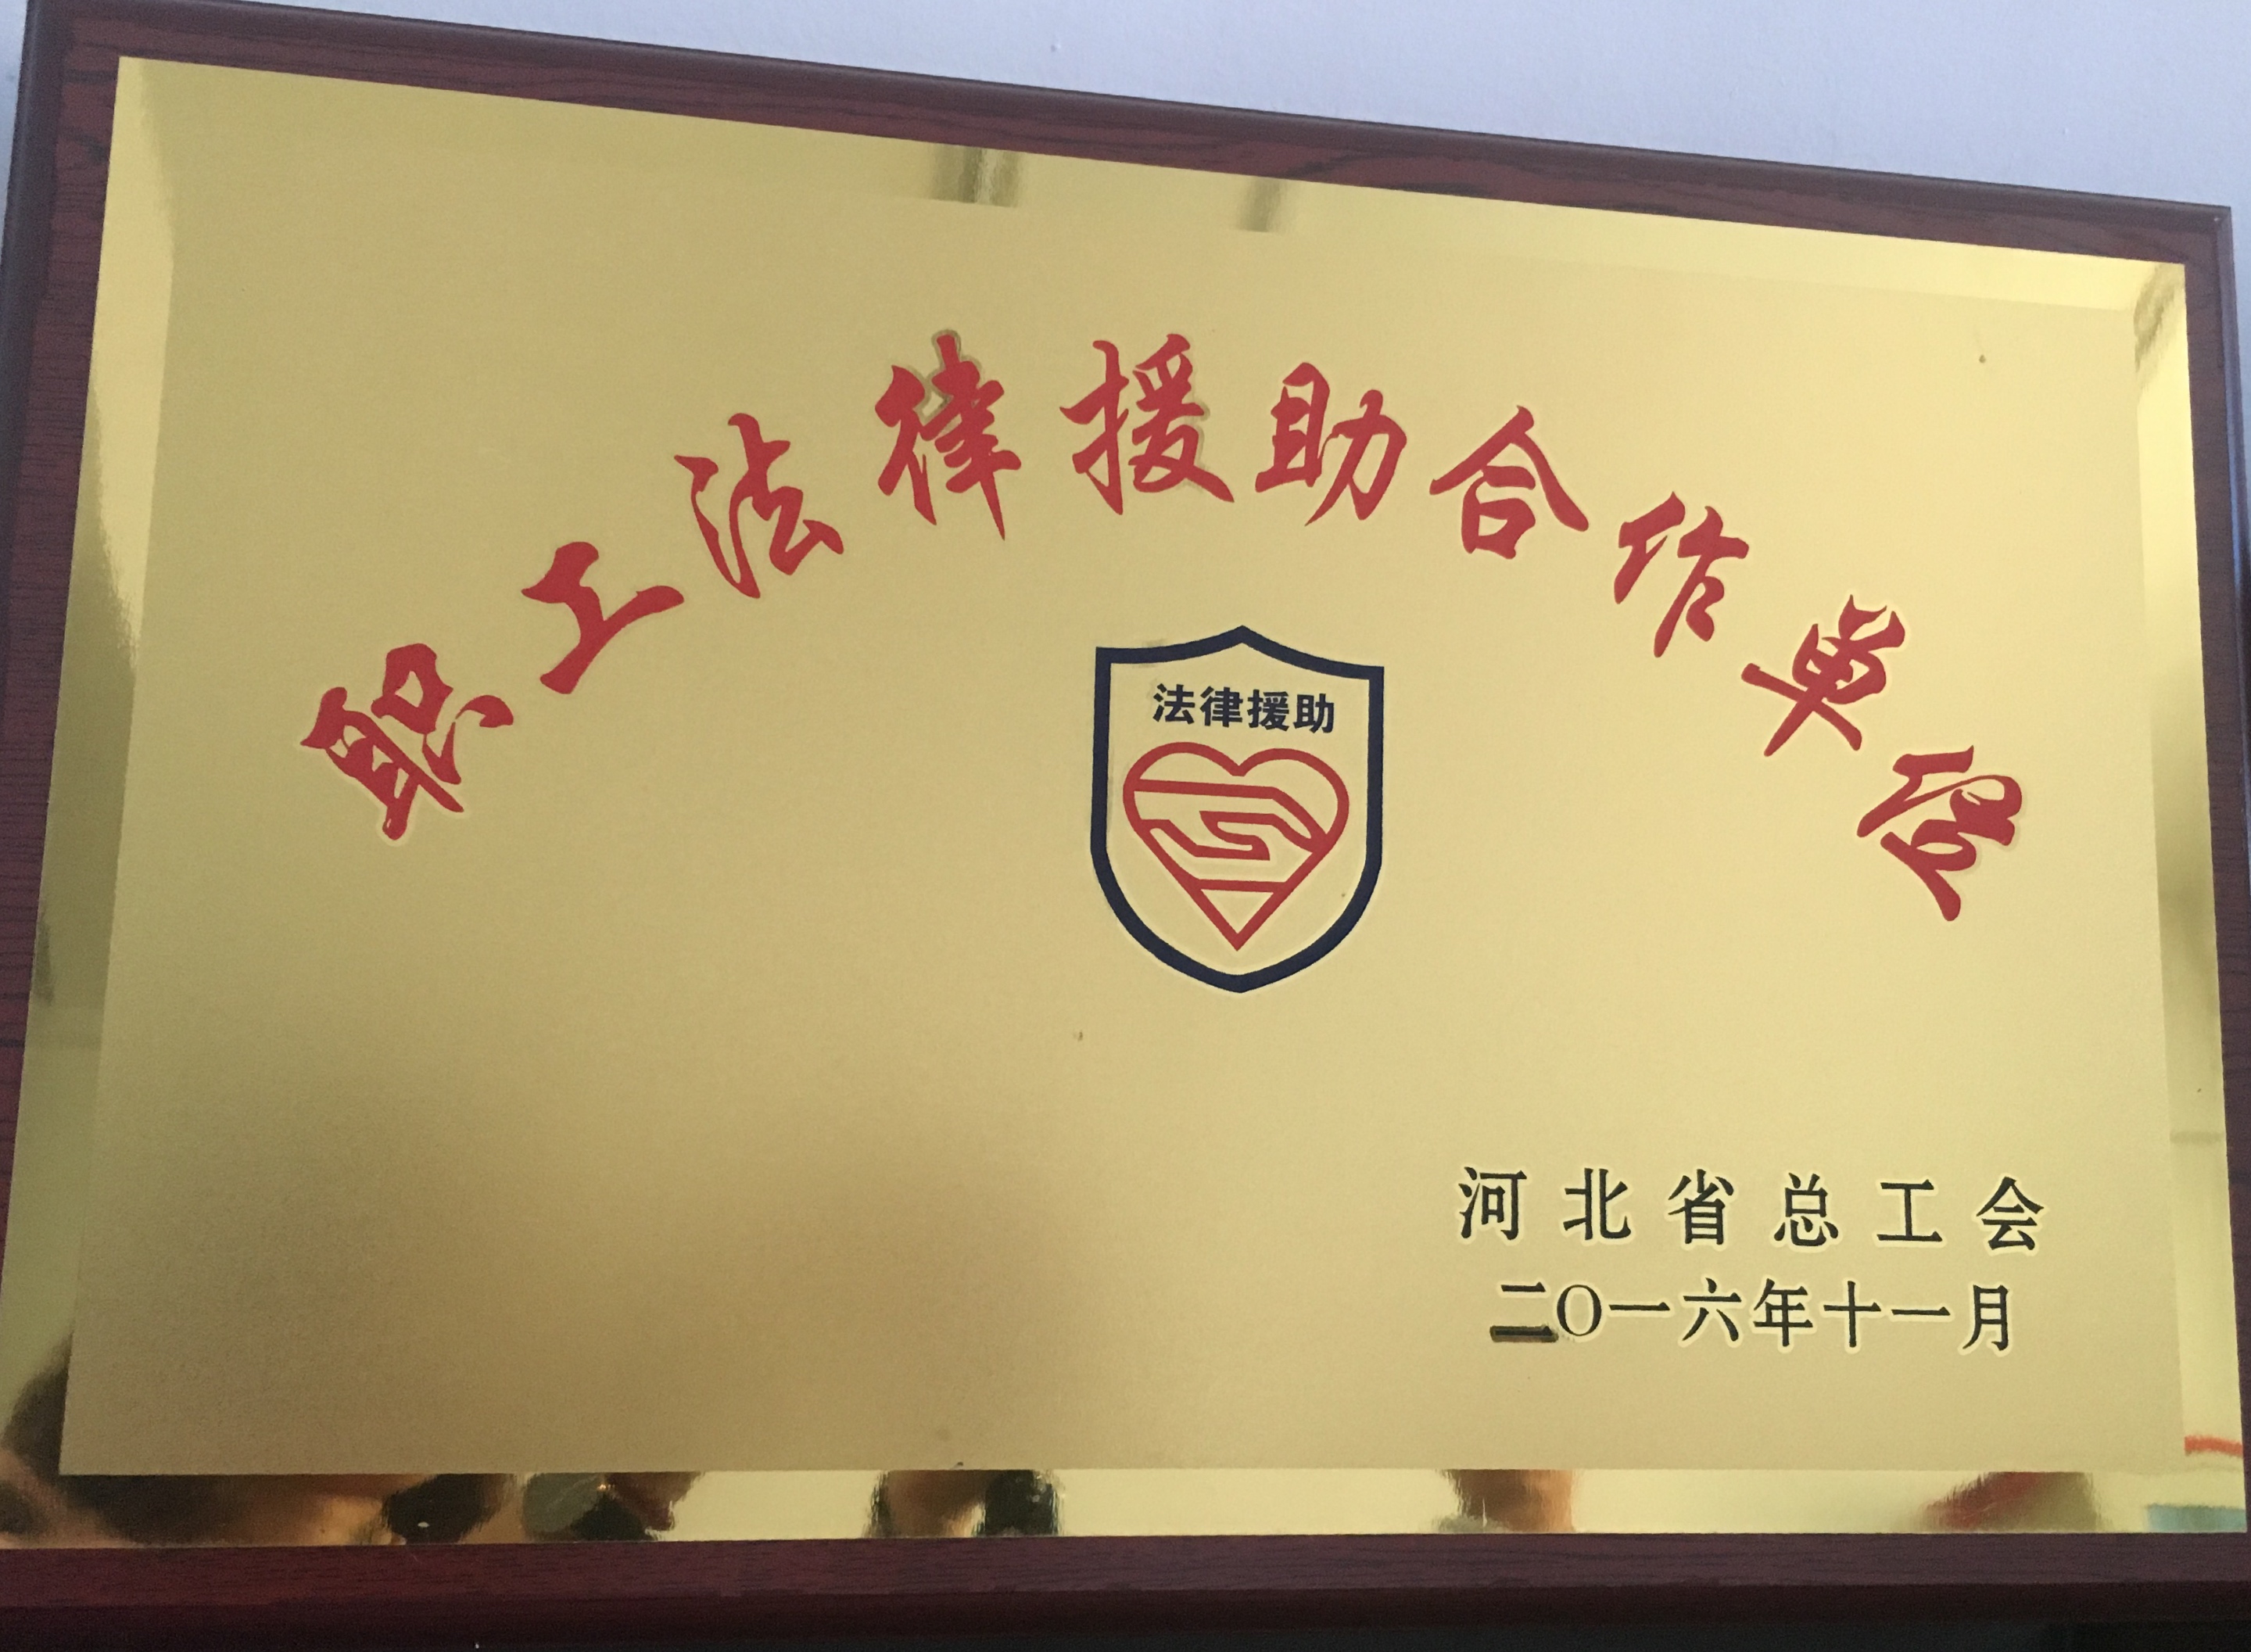 职工法律援助合作单位
法律援助
河北省总工会
二〇一六年十一月